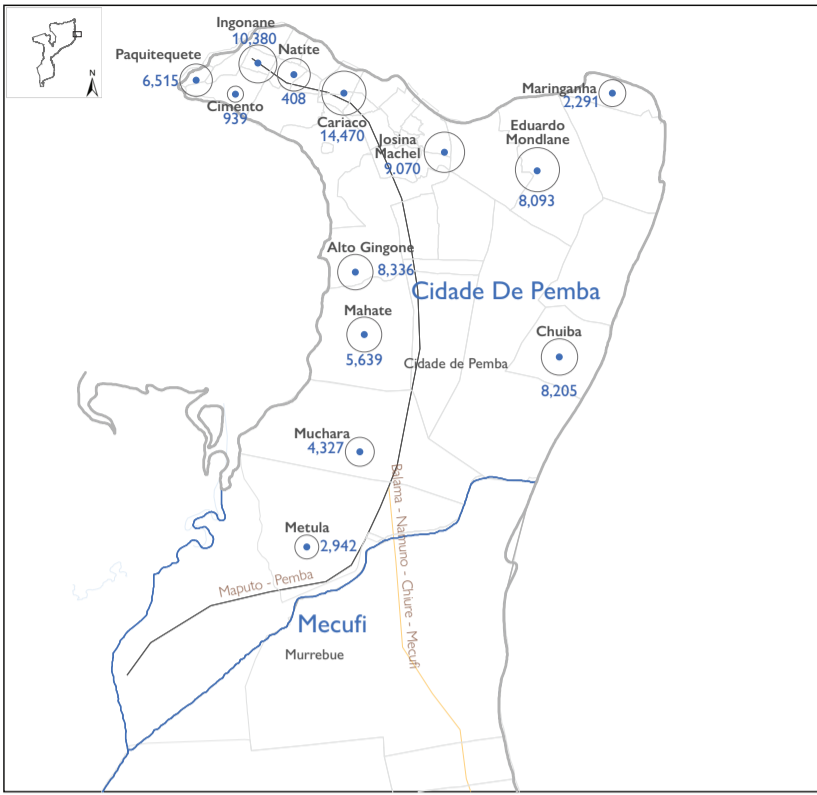 N
Ingonane
10,380
Natite
408
Paquitequete
6,515
Cimento
939
Cariaco
14,470
Josina
Machel
9.070
Eduardo
Mondlane
8,093
Maringanha
2,291
Alto Gingone
8,336
Cidade De Pemba
Mahate
5,639
Cidade de Pemba
Chuiba
8,205
Muchara
4,327
Balama - Namuno - Chiure - Mecufi
Metula
2,942
Maputo - Pemba
Mecufi
Murrebue